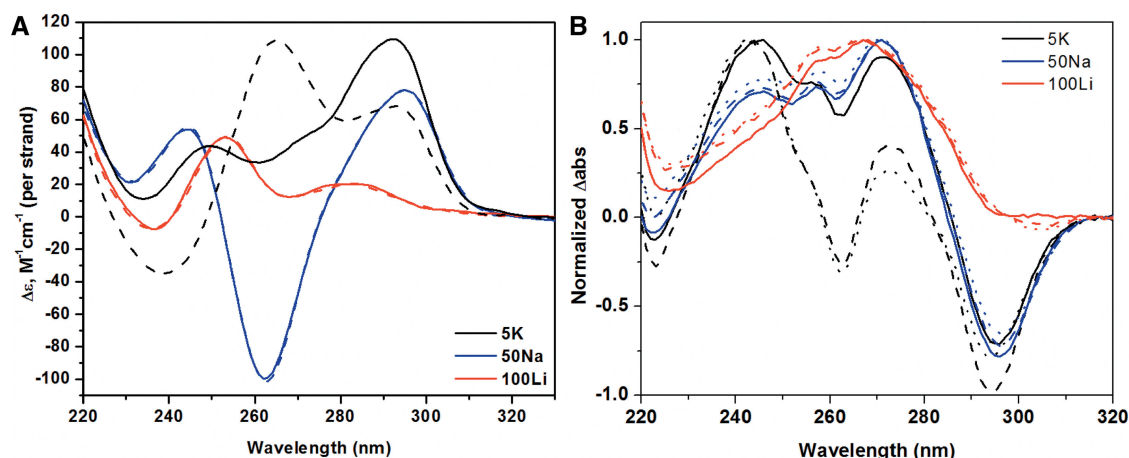 A
Δε, M⁻¹cm⁻¹ (per strand)
120
100
80
60
40
20
0
-20
-40
-60
-80
-100
5K
50Na
100Li
220 240 260 280 300 320
Wavelength (nm)
B
Normalized Δabs
1.0
0.5
0.0
-0.5
-1.0
5K
50Na
100Li
220 240 260 280 300 320
Wavelength (nm)